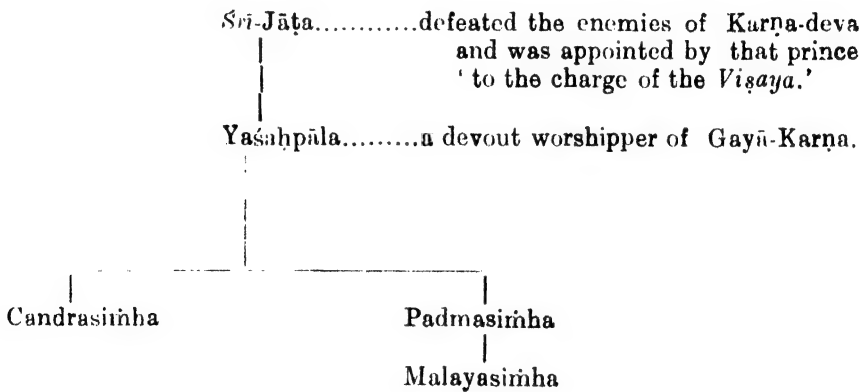 Śrī-Jāṭa.............defeated the enemies of Karṇa-deva
and was appointed by that prince
‘ to the charge of the Viṣaya.’
Yaśaḥpāla.........a devout worshipper of Gayā-Karṇa.
Candrasiṁha Padmasiṁha
Malayasiṁha